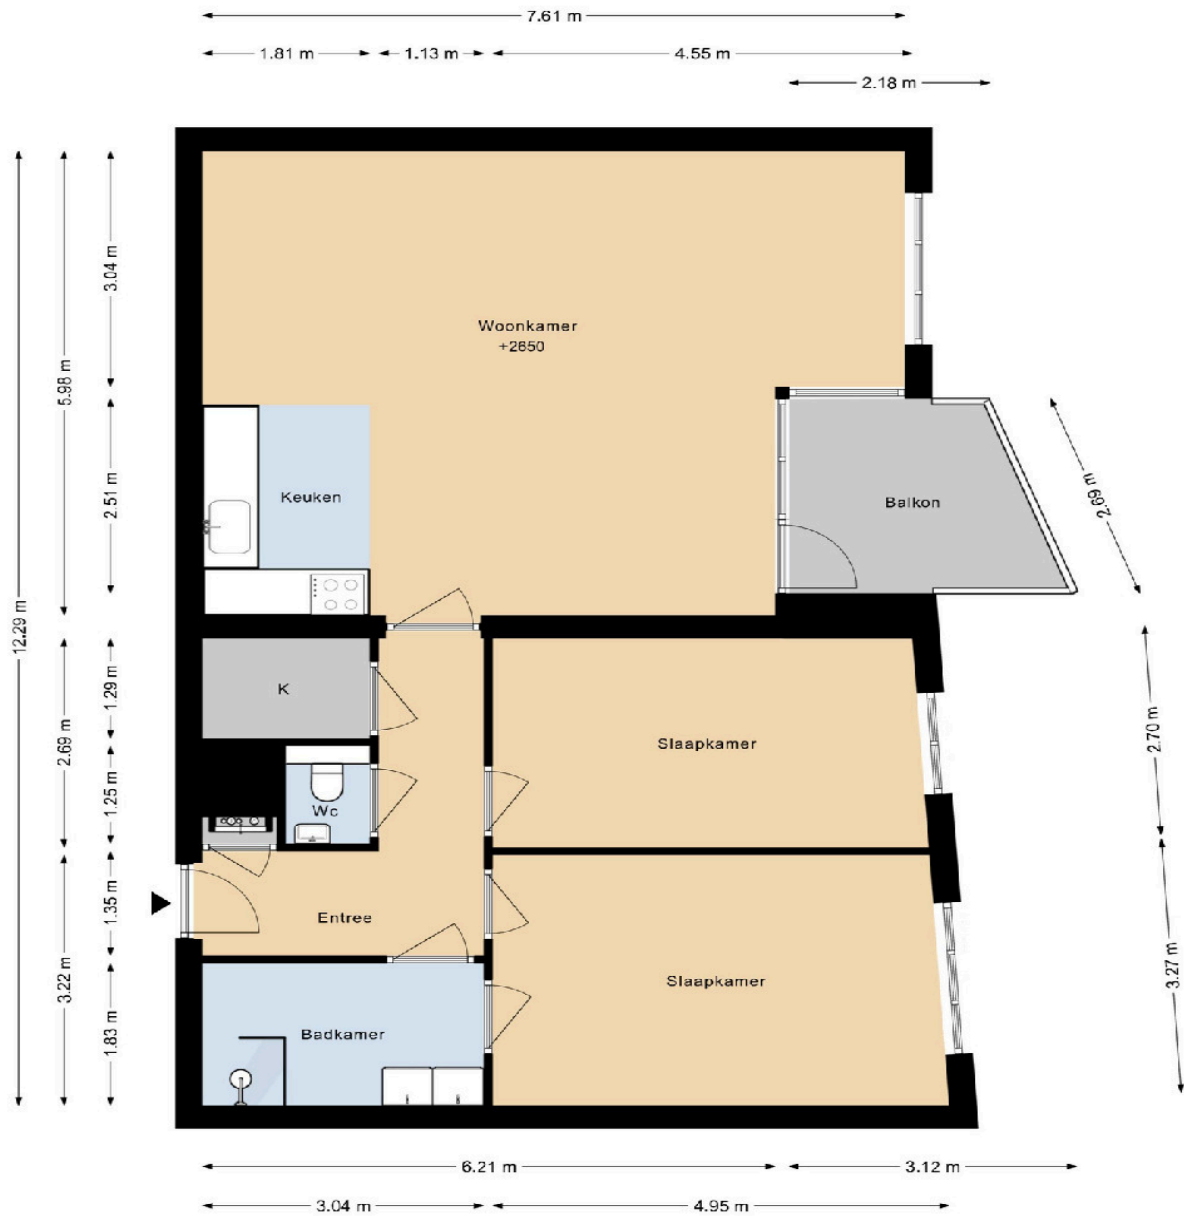 7.61 m
1.81 m
1.13 m
4.55 m
2.18 m
12.29 m
5.98 m
3.04 m
2.51 m
2.69 m
1.29 m
1.25 m
3.22 m
1.35 m
1.83 m
Woonkamer
+2650
Keuken
Balkon
2.69 m
K
Slaapkamer
2.70 m
Wc
Entree
Slaapkamer
3.27 m
Badkamer
6.21 m
3.12 m
3.04 m
4.95 m